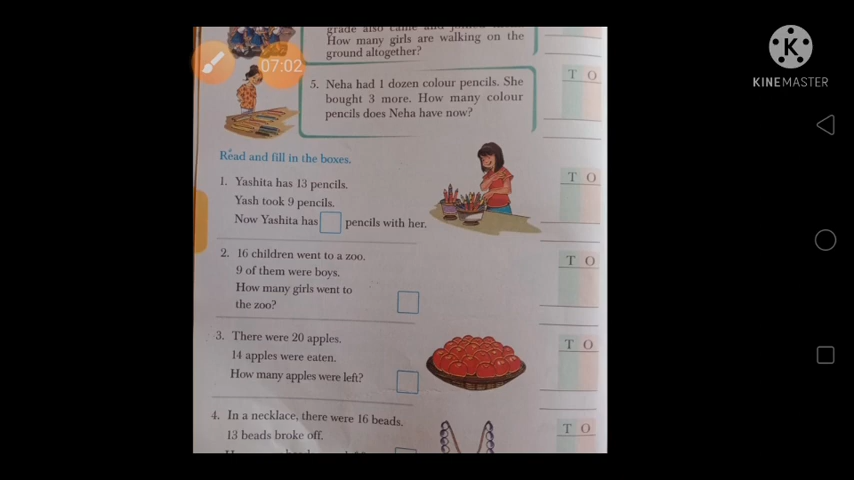 grade also came and
How many girls are walking on the
ground altogether?
07:02
K
KINEMASTER
T O
5. Neha had 1 dozen colour pencils. She
bought 3 more. How many colour
pencils does Neha have now?
Read and fill in the boxes.
1. Yashita has 13 pencils.
Yash took 9 pencils.
Now Yashita has pencils with her.
T O
2. 16 children went to a zoo.
9 of them were boys.
How many girls went to
the zoo?
T O
3. There were 20 apples.
14 apples were eaten.
How many apples were left?
T O
4. In a necklace, there were 16 beads.
13 beads broke off.
T O